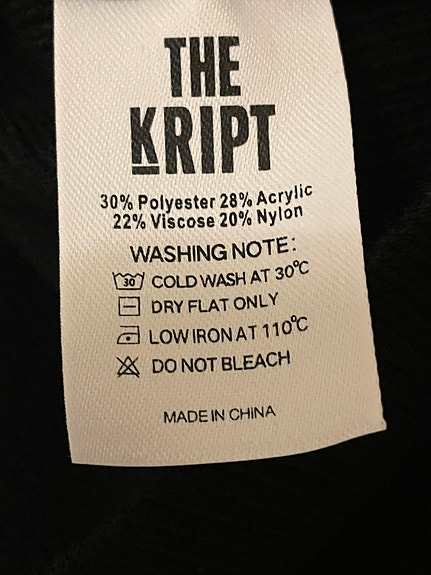 THE
KRIPT
30% Polyester 28% Acrylic
22% Viscose 20% Nylon
WASHING NOTE:
30 COLD WASH AT 30℃
DRY FLAT ONLY
LOW IRON AT 110℃
DO NOT BLEACH
MADE IN CHINA